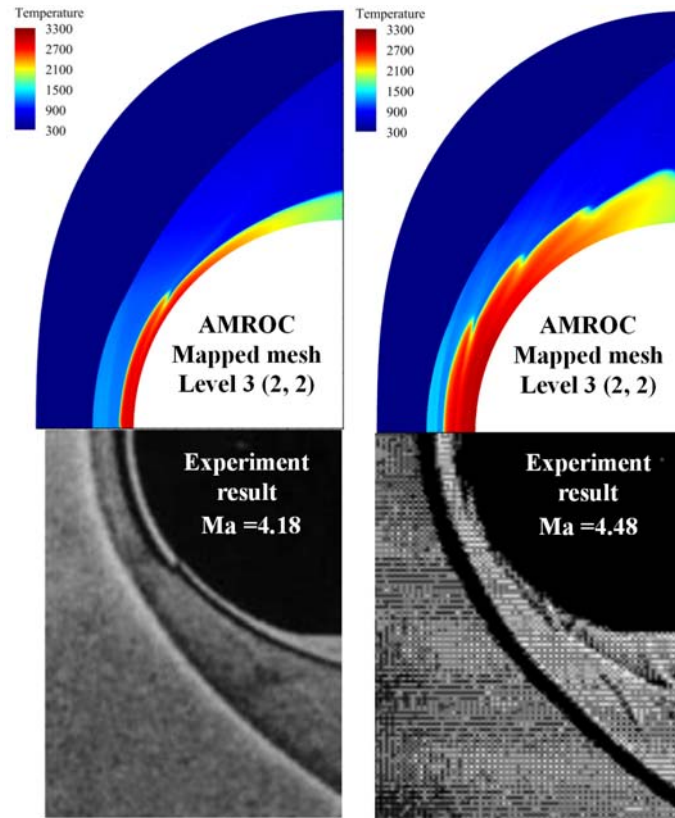 Temperature
3300
2700
2100
1500
900
300
AMROC
Mapped mesh
Level 3 (2, 2)
Experiment
result
Ma =4.18
Temperature
3300
2700
2100
1500
900
300
AMROC
Mapped mesh
Level 3 (2, 2)
Experiment
result
Ma =4.48